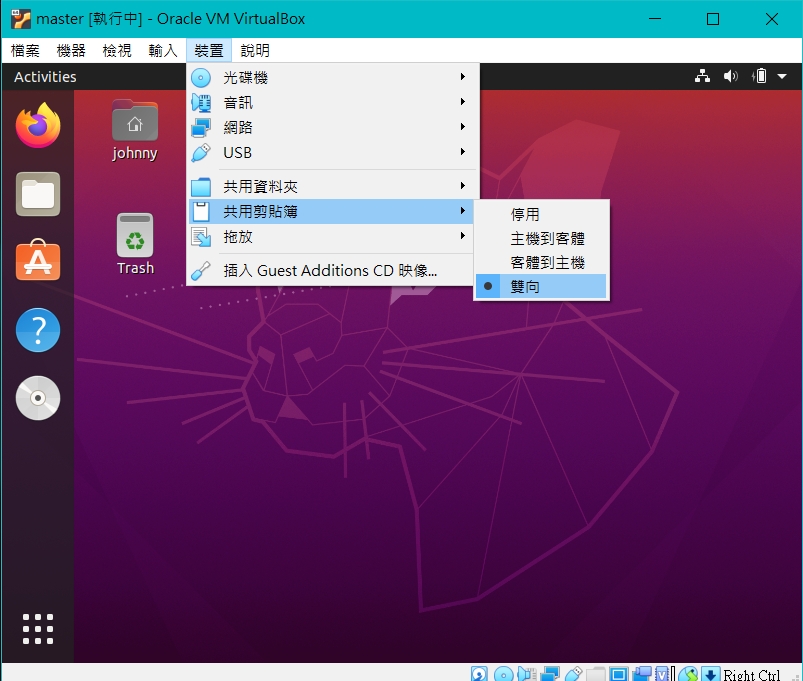 master [執行中] - Oracle VM VirtualBox
檔案 機器 檢視 輸入 裝置 說明
Activities
光碟機
音訊
網路
USB
共用資料夾
共用剪貼簿
拖放
插入 Guest Additions CD 映像...
停用
主機到客體
客體到主機
雙向
johnny
Trash
Right Ctrl